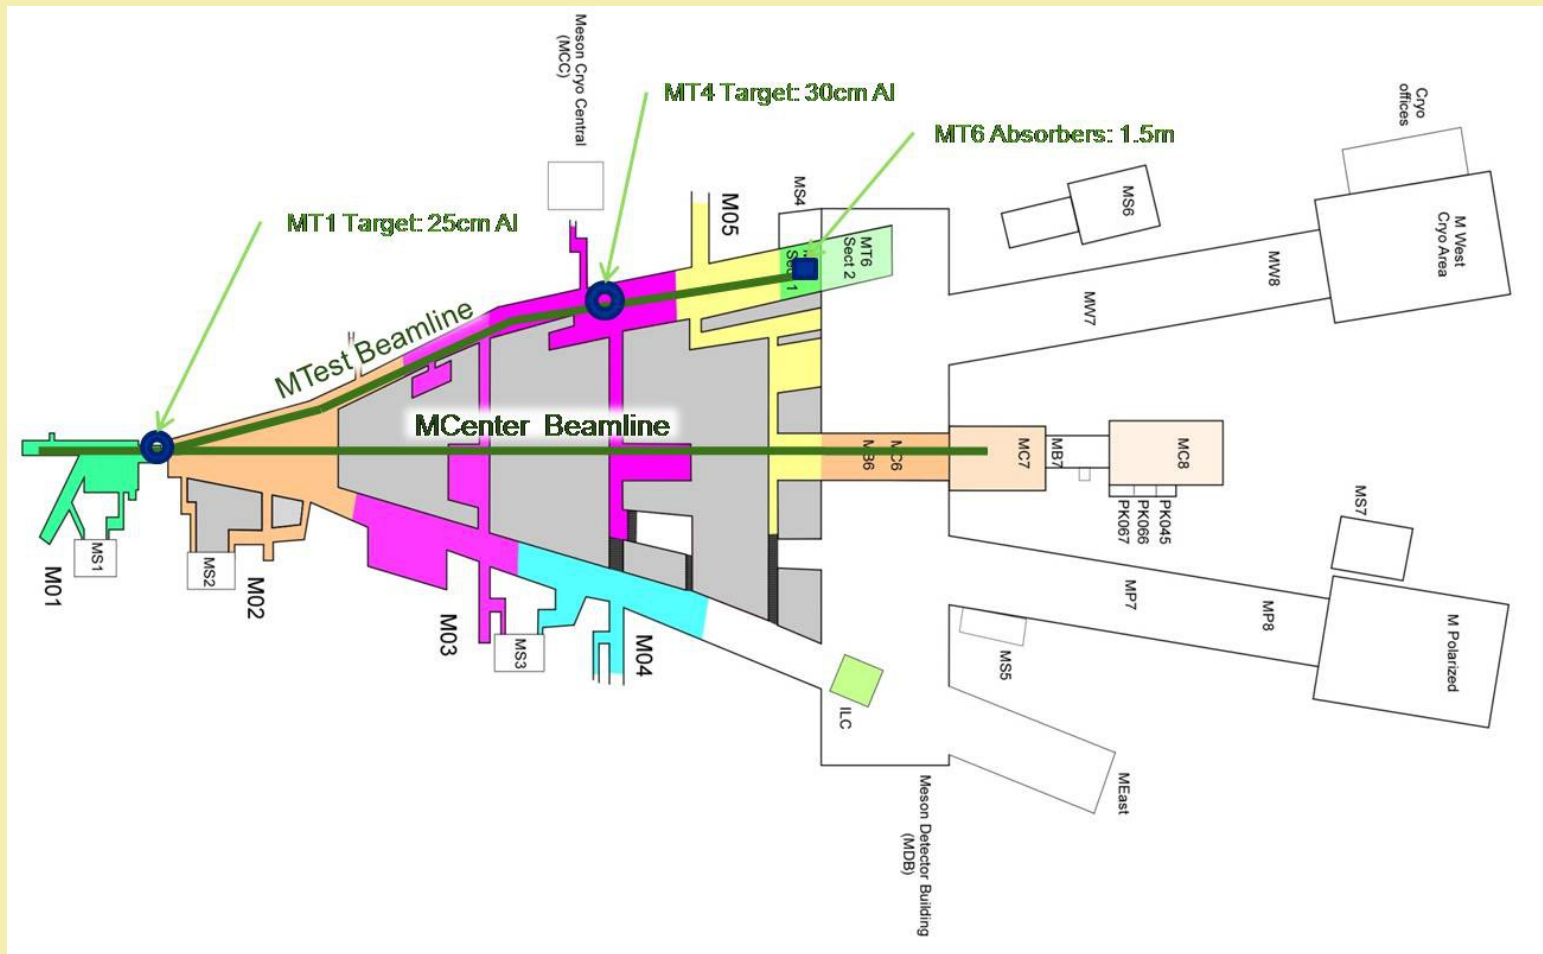 Meson Cryo Central
(MCC)
MT4 Target: 30cm Al
MT6 Absorbers: 1.5m
Cryo
offices
MT1 Target: 25cm Al
M05
MS4
MS6
M West
Cryo Area
MT6
Sect 2
1
MW8
MW7
MTest Beamline
MCenter Beamline
MC6
MC7
MB7
MC8
PK067
PK066
PK045
MS7
M01
MS1
MS2
M02
M03
MS3
M04
MP7
MP8
M Polarized
MS5
ILC
MEast
Meson Detector Building
(MDB)